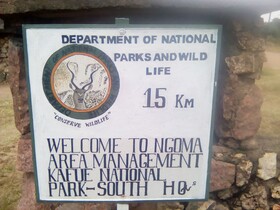 DEPARTMENT OF NATIONAL
PARKS AND WILD
LIFE
15 KM
"CONSERVE WILDLIFE"
WELCOME TO NGOMA
AREA MANAGEMENT
KAFUE NATIONAL
PARK-SOUTH HQ